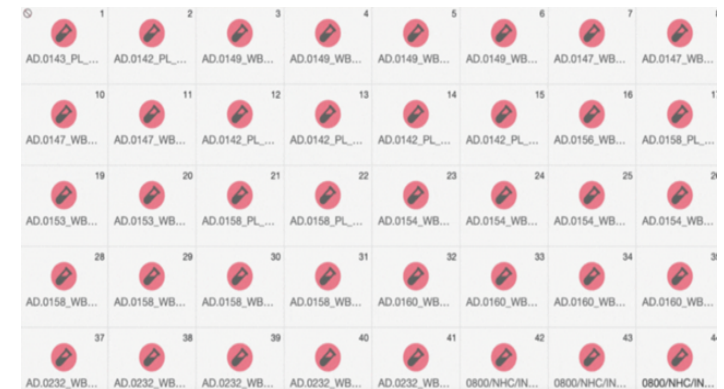 1 2 3 4 5 6 7
AD.0143_PL_... AD.0142_PL_... AD.0149_WB... AD.0149_WB... AD.0149_WB... AD.0149_WB... AD.0147_WB... AD.0147_WB...
10 11 12 13 14 15 16
AD.0147_WB... AD.0147_WB... AD.0142_PL_... AD.0142_PL_... AD.0142_PL_... AD.0142_PL_... AD.0156_WB... AD.0158_PL_...
19 20 21 22 23 24 25
AD.0153_WB... AD.0153_WB... AD.0158_PL_... AD.0158_PL_... AD.0154_WB... AD.0154_WB... AD.0154_WB... AD.0154_WB...
28 29 30 31 32 33 34
AD.0158_WB... AD.0158_WB... AD.0158_WB... AD.0158_WB... AD.0160_WB... AD.0160_WB... AD.0160_WB... AD.0160_WB...
37 38 39 40 41 42 43
AD.0232_WB... AD.0232_WB... AD.0232_WB... AD.0232_WB... AD.0232_WB... 0800/NHC/IN... 0800/NHC/IN... 0800/NHC/IN...